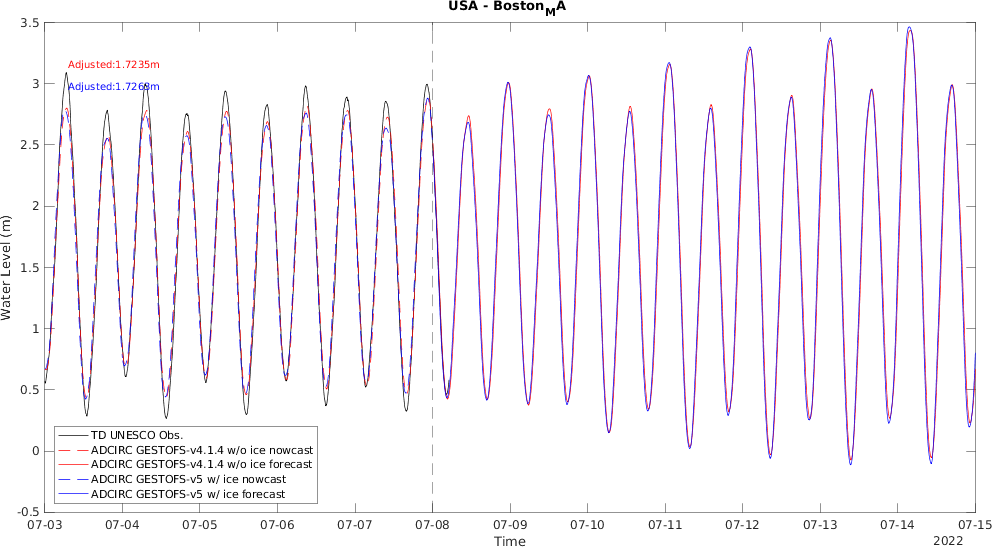 USA - Boston_MA
3.5
3
2.5
2
1.5
1
0.5
0
-0.5
Water Level (m)
Adjusted:1.7235m
Adjusted:1.7268m
TD UNESCO Obs.
ADCIRC GESTOFS-v4.1.4 w/o ice nowcast
ADCIRC GESTOFS-v4.1.4 w/o ice forecast
ADCIRC GESTOFS-v5 w/ ice nowcast
ADCIRC GESTOFS-v5 w/ ice forecast
07-03 07-04 07-05 07-06 07-07 07-08 07-09 07-10 07-11 07-12 07-13 07-14 07-15
Time
2022